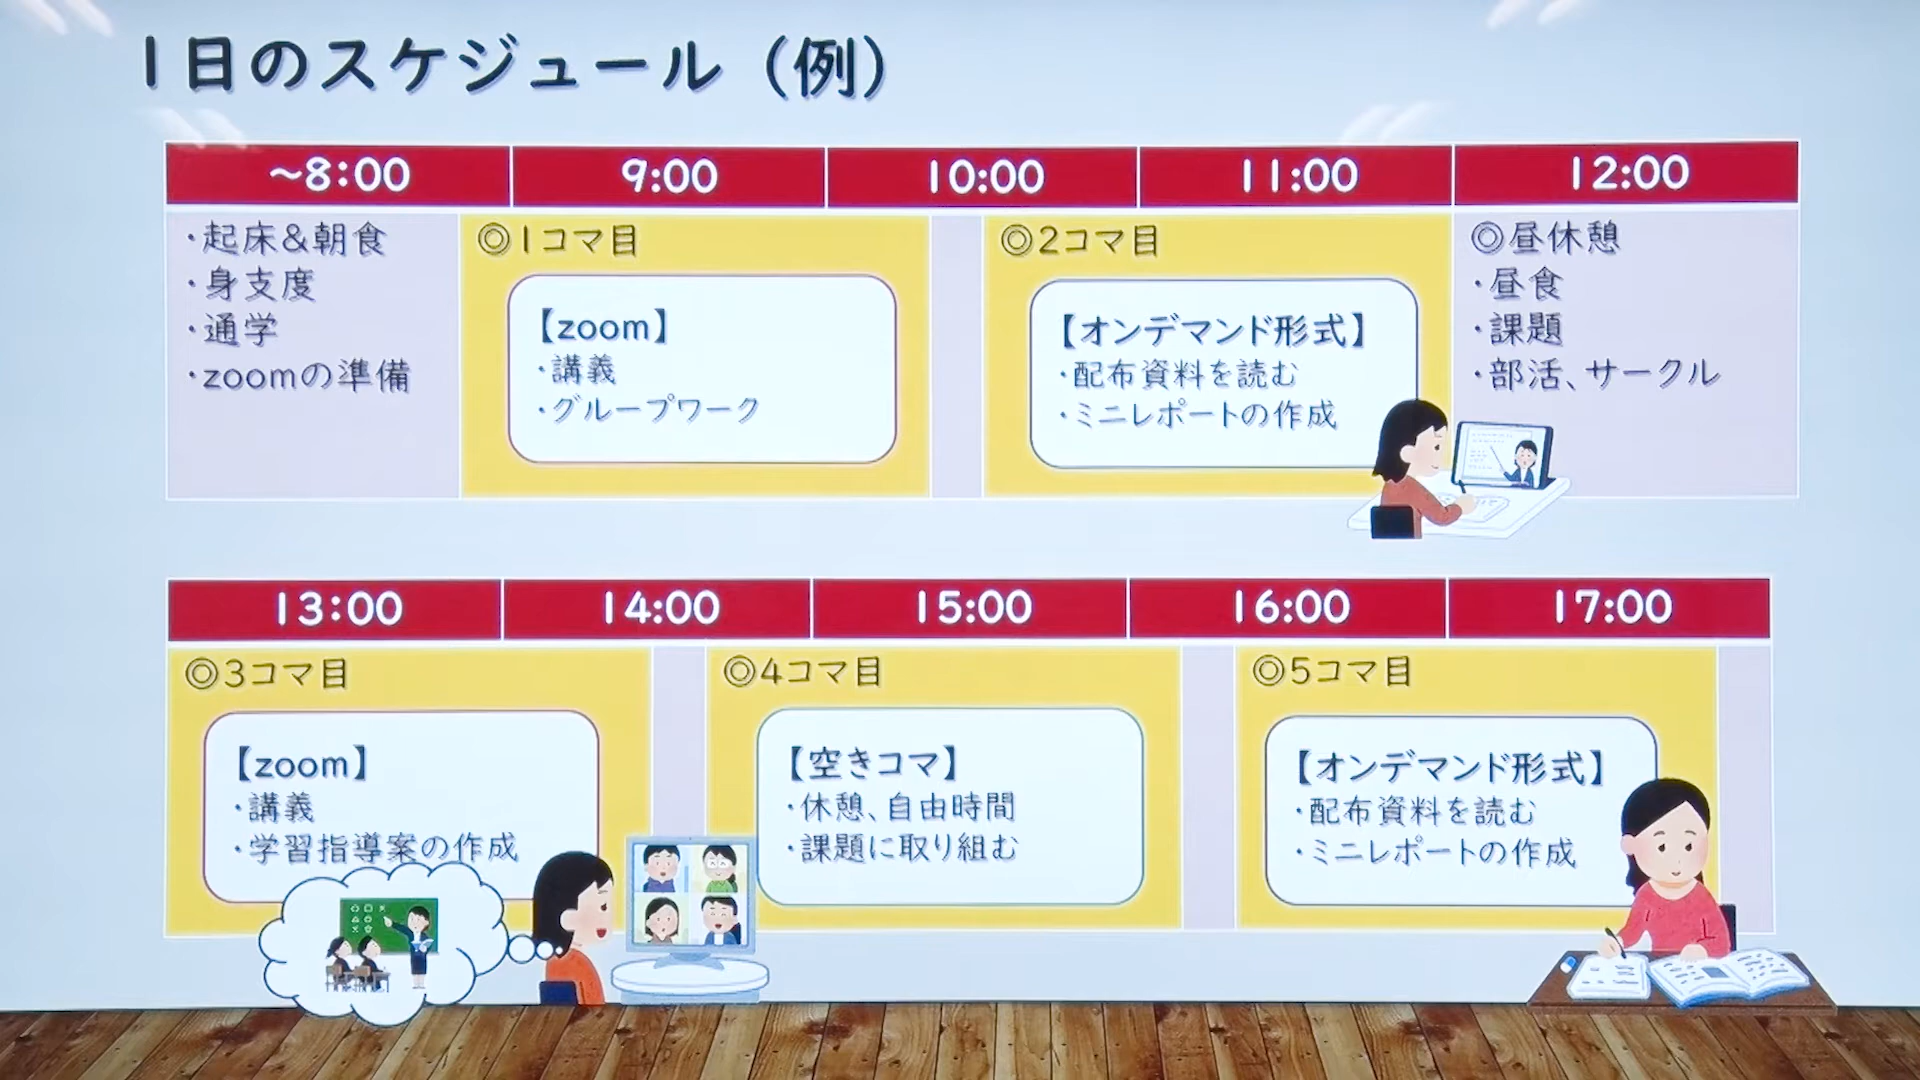 1日のスケジュール（例）
～8:00
9:00
10:00
11:00
12:00
・起床&朝食
・身支度
・通学
・zoomの準備
◎1コマ目
【zoom】
・講義
・グループワーク
◎2コマ目
【オンデマンド形式】
・配布資料を読む
・ミニレポートの作成
◎昼休憩
・昼食
・課題
・部活、サークル
13:00
14:00
15:00
16:00
17:00
◎3コマ目
【zoom】
・講義
・学習指導案の作成
◎4コマ目
【空きコマ】
・休憩、自由時間
・課題に取り組む
◎5コマ目
【オンデマンド形式】
・配布資料を読む
・ミニレポートの作成